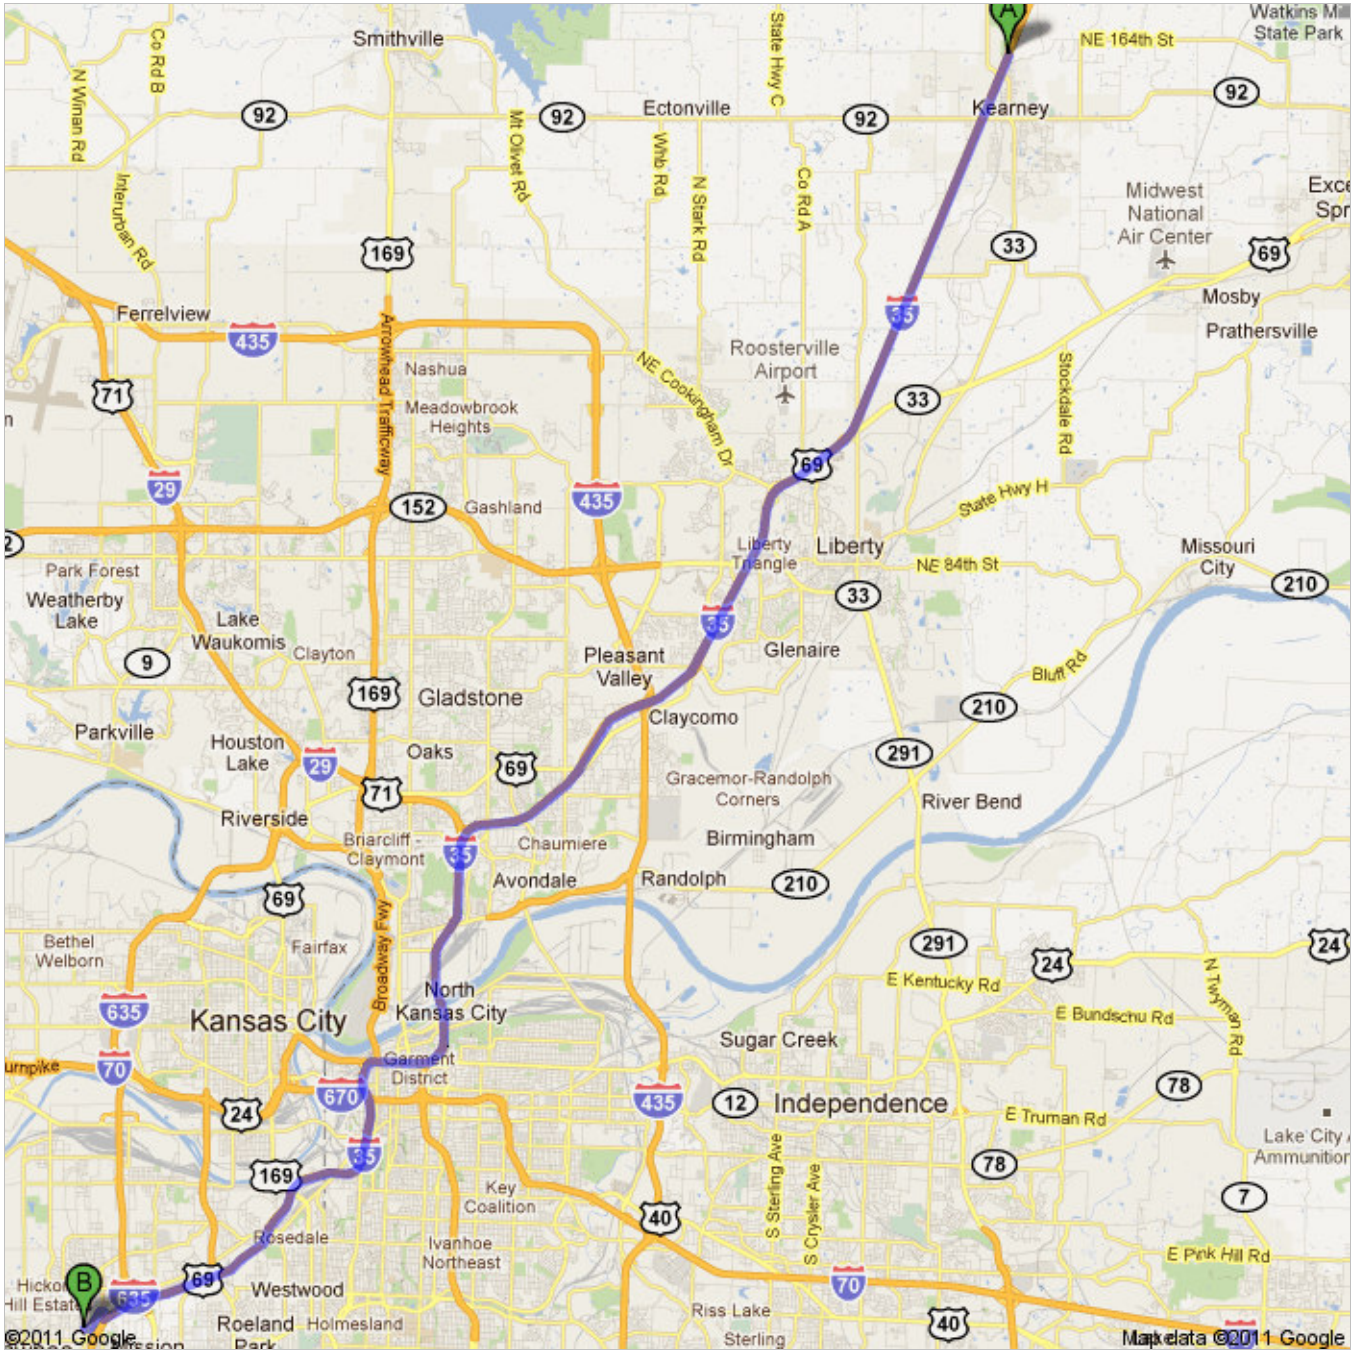 A
Watkins Mill
State Park
Smithville
Co Rd B
N Winan Rd
State Hwy C
NE 164th St
92
92
Ectonville
92
Kearney
92
Mt Olivet Rd
Whb Rd
N Stark Rd
Co Rd A
Interurban Rd
Midwest
National
Air Center
Exce
Spr
169
33
69
Mosby
Ferrelview
435
35
Prathersville
Arrowhead Trafficway
Nashua
Roosterville
Airport
NE Cookingham Dr
Stockdale Rd
71
Meadowbrook
Heights
33
n
69
29
435
152
Gashland
State Hwy H
2
Liberty
Triangle
Liberty
Missouri
City
NE 84th St
Park Forest
210
Weatherby
Lake
33
Lake
Waukomis
35
Clayton
9
Pleasant
Valley
Glenaire
Bluff Rd
169
Gladstone
210
Claycomo
Parkville
Houston
Lake
Oaks
29
69
291
Gracemor-Randolph
Corners
71
River Bend
Riverside
Briarcliff -
Claymont
35
Chaumiere
Birmingham
Avondale
Randolph
210
69
Broadway Fwy
Bethel
Welborn
Fairfax
291
24
24
E Kentucky Rd
N Twyman Rd
635
North
Kansas City
Kansas City
E Bundschu Rd
Sugar Creek
urnpike
70
Garment
District
670
435
12
Independence
78
24
E Truman Rd
35
S Sterling Ave
S Crysler Ave
Lake City A
Ammunition
169
78
Key
Coalition
7
40
Rosedale
Ivanhoe
Northeast
E Pink Hill Rd
B
Hickor
Hill Estate
635
69
Westwood
70
Roeland
Park
Holmesland
Riss Lake
Sterling
40
©2011 Google
Mission
Map data ©2011 Google